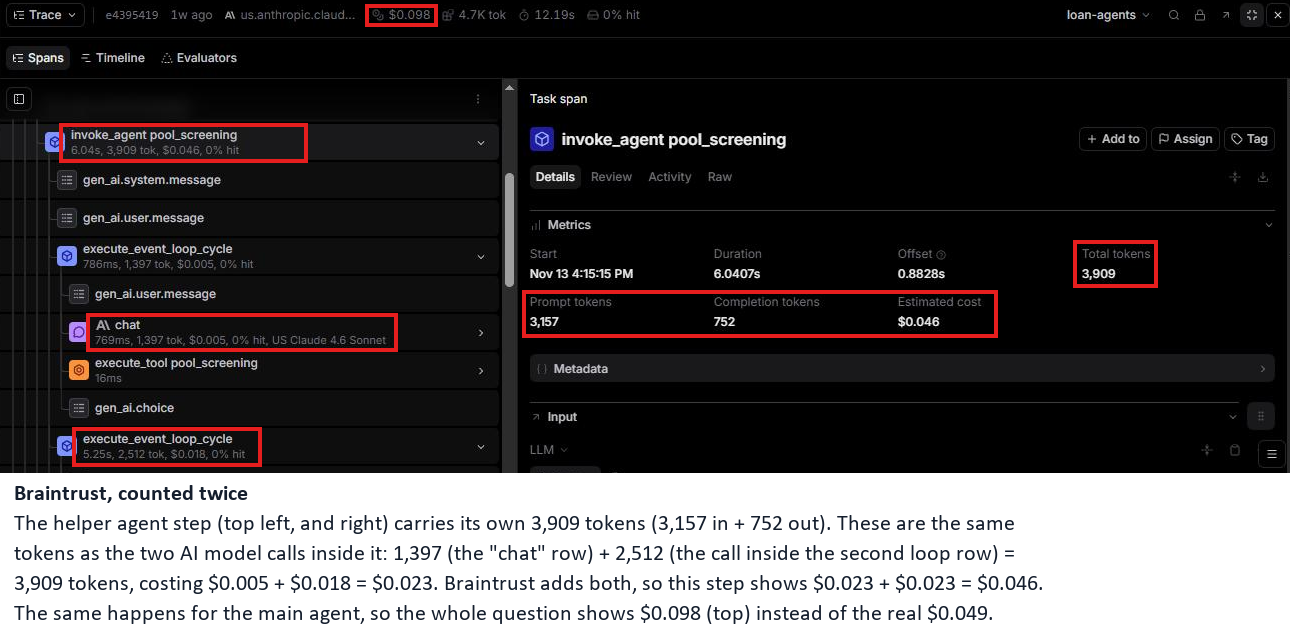 Trace e4395419 1w ago us.anthropic.claud... $0.098 4.7K tok 12.19s 0% hit loan-agents
Spans Timeline Evaluators
invoke_agent pool_screening
6.04s, 3,909 tok, $0.046, 0% hit
gen_ai.system.message
gen_ai.user.message
execute_event_loop_cycle
786ms, 1,397 tok, $0.005, 0% hit
gen_ai.user.message
chat
769ms, 1,397 tok, $0.005, 0% hit, US Claude 4.6 Sonnet
execute_tool pool_screening
16ms
gen_ai.choice
execute_event_loop_cycle
5.25s, 2,512 tok, $0.018, 0% hit
Task span
invoke_agent pool_screening
+ Add to Assign Tag
Details Review Activity Raw
Metrics
Start Duration Offset Total tokens
Nov 13 4:15:15 PM 6.0407s 0.8828s 3,909
Prompt tokens Completion tokens Estimated cost
3,157 752 $0.046
Metadata
Input
LLM
Braintrust, counted twice
The helper agent step (top left, and right) carries its own 3,909 tokens (3,157 in + 752 out). These are the same
tokens as the two AI model calls inside it: 1,397 (the "chat" row) + 2,512 (the call inside the second loop row) =
3,909 tokens, costing $0.005 + $0.018 = $0.023. Braintrust adds both, so this step shows $0.023 + $0.023 = $0.046.
The same happens for the main agent, so the whole question shows $0.098 (top) instead of the real $0.049.